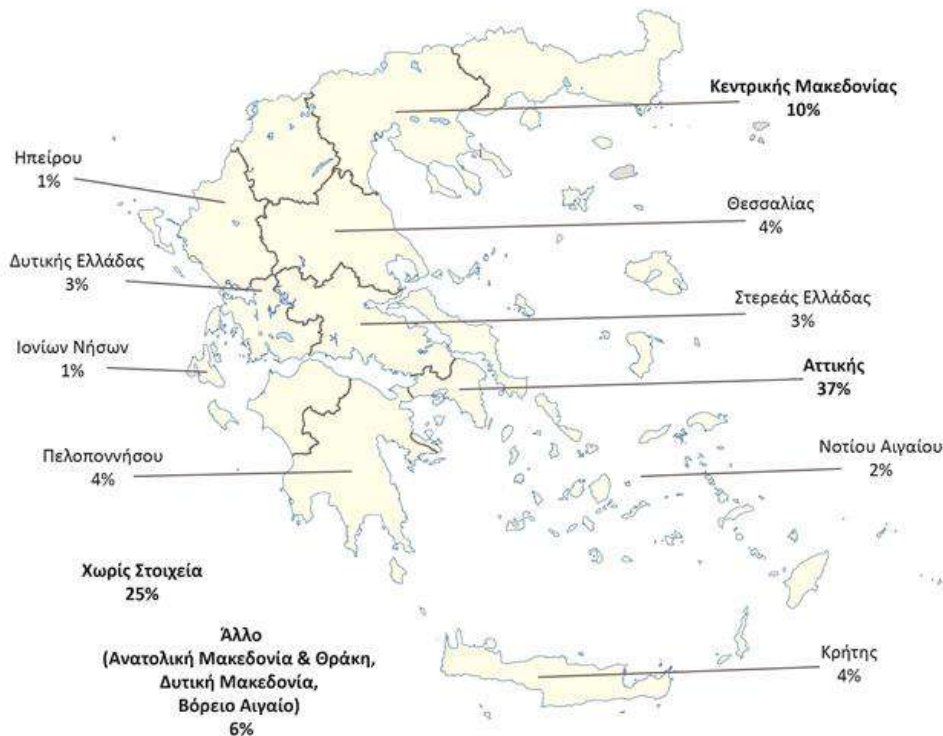 Κεντρικής Μακεδονίας
10%
Ηπείρου
1%
Θεσσαλίας
4%
Δυτικής Ελλάδας
3%
Στερεάς Ελλάδας
3%
Ιονίων Νήσων
1%
Αττικής
37%
Πελοποννήσου
4%
Νοτίου Αιγαίου
2%
Χωρίς Στοιχεία
25%
Άλλο
(Ανατολική Μακεδονία & Θράκη,
Δυτική Μακεδονία,
Βόρειο Αιγαίο)
6%
Κρήτης
4%